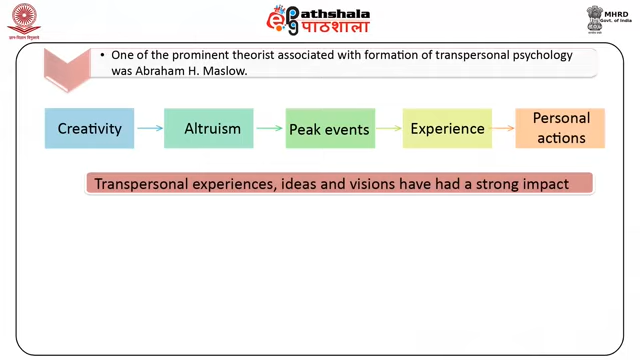 ePathshala
पाठशाला
MHRD
Govt. of India
• One of the prominent theorist associated with formation of transpersonal psychology
was Abraham H. Maslow.
Creativity
Altruism
Peak events
Experience
Personal
actions
Transpersonal experiences, ideas and visions have had a strong impact